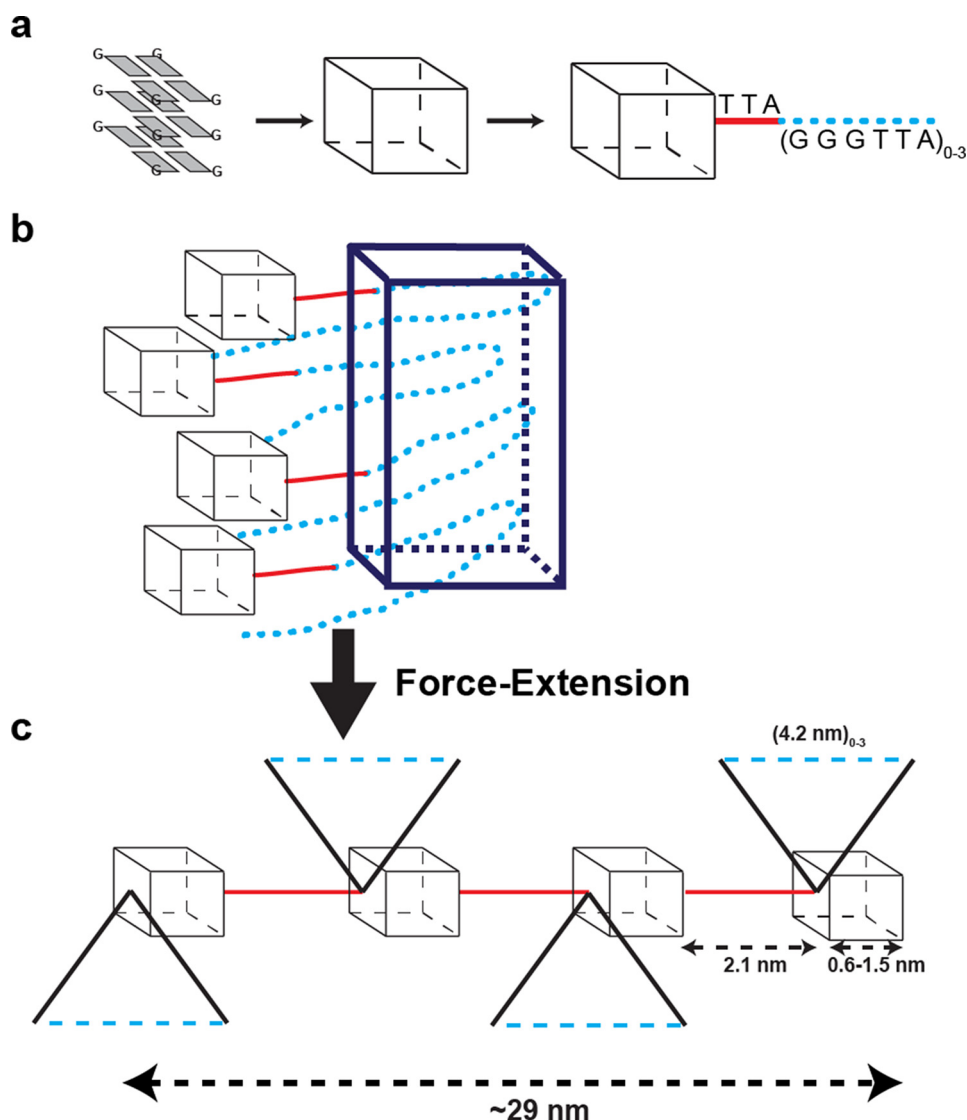 a
G G
G G
G G
G
T T A
(G G G T T A)0-3
b
Force-Extension
c
(4.2 nm)0-3
2.1 nm
0.6-1.5 nm
~29 nm